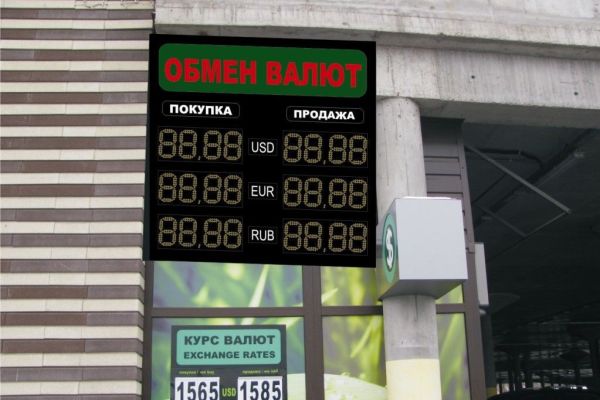 ОБМЕН ВАЛЮТ
ПОКУПКА ПРОДАЖА
88,88 USD 88,88
88,88 EUR 88,88
88,88 RUB 88,88
$
КУРС ВАЛЮТ
EXCHANGE RATES
1565 USD 1585